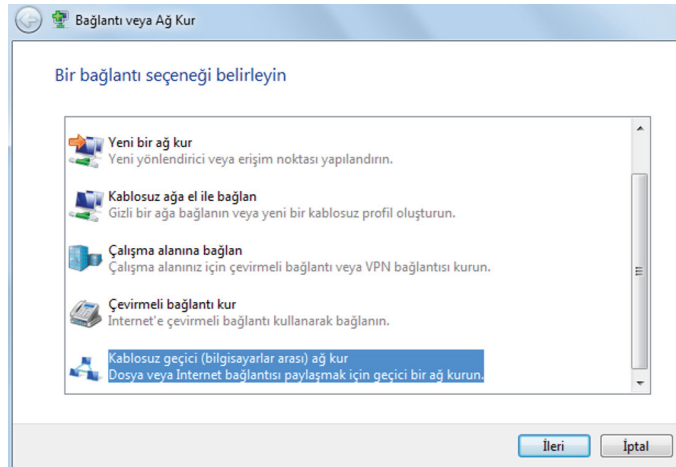 Bağlantı veya Ağ Kur
Bir bağlantı seçeneği belirleyin
Yeni bir ağ kur
Yeni yönlendirici veya erişim noktası yapılandırın.
Kablosuz ağa el ile bağlan
Gizli bir ağa bağlanın veya yeni bir kablosuz profil oluşturun.
Çalışma alanına bağlan
Çalışma alanınız için çevirmeli bağlantı veya VPN bağlantısı kurun.
Çevirmeli bağlantı kur
Internet'e çevirmeli bağlantı kullanarak bağlanın.
Kablosuz geçici (bilgisayarlar arası) ağ kur
Dosya veya Internet bağlantısı paylaşmak için geçici bir ağ kurun.
İleri
İptal